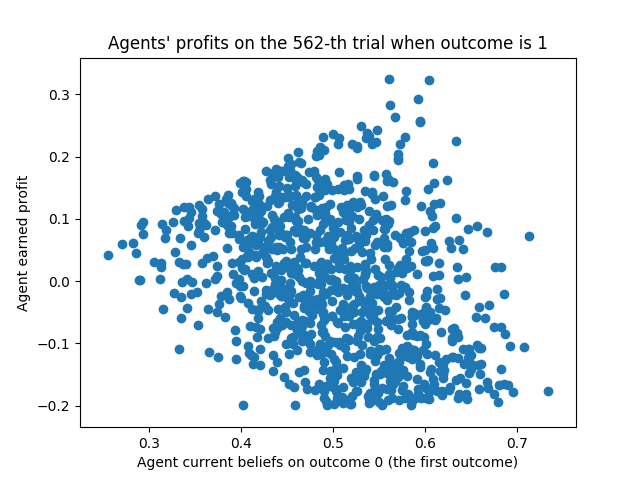 Agents' profits on the 562-th trial when outcome is 1
Agent earned profit
0.3
0.2
0.1
0.0
−0.1
−0.2
0.3 0.4 0.5 0.6 0.7
Agent current beliefs on outcome 0 (the first outcome)